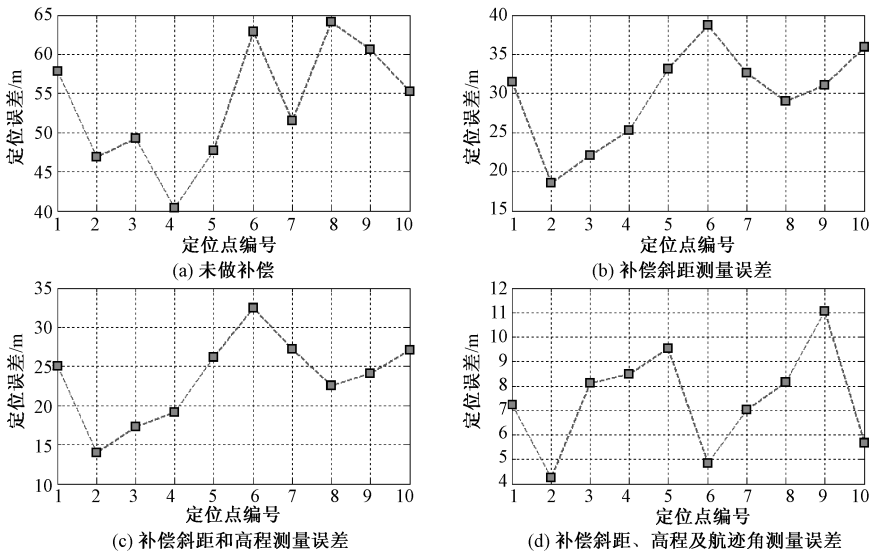 65
60
55
50
45
40
定位误差/m
1 2 3 4 5 6 7 8 9 10
定位点编号
(a) 未做补偿
40
35
30
25
20
15
定位误差/m
1 2 3 4 5 6 7 8 9 10
定位点编号
(b) 补偿斜距测量误差
35
30
25
20
15
10
定位误差/m
1 2 3 4 5 6 7 8 9 10
定位点编号
(c) 补偿斜距和高程测量误差
12
11
10
9
8
7
6
5
4
定位误差/m
1 2 3 4 5 6 7 8 9 10
定位点编号
(d) 补偿斜距、高程及航迹角测量误差